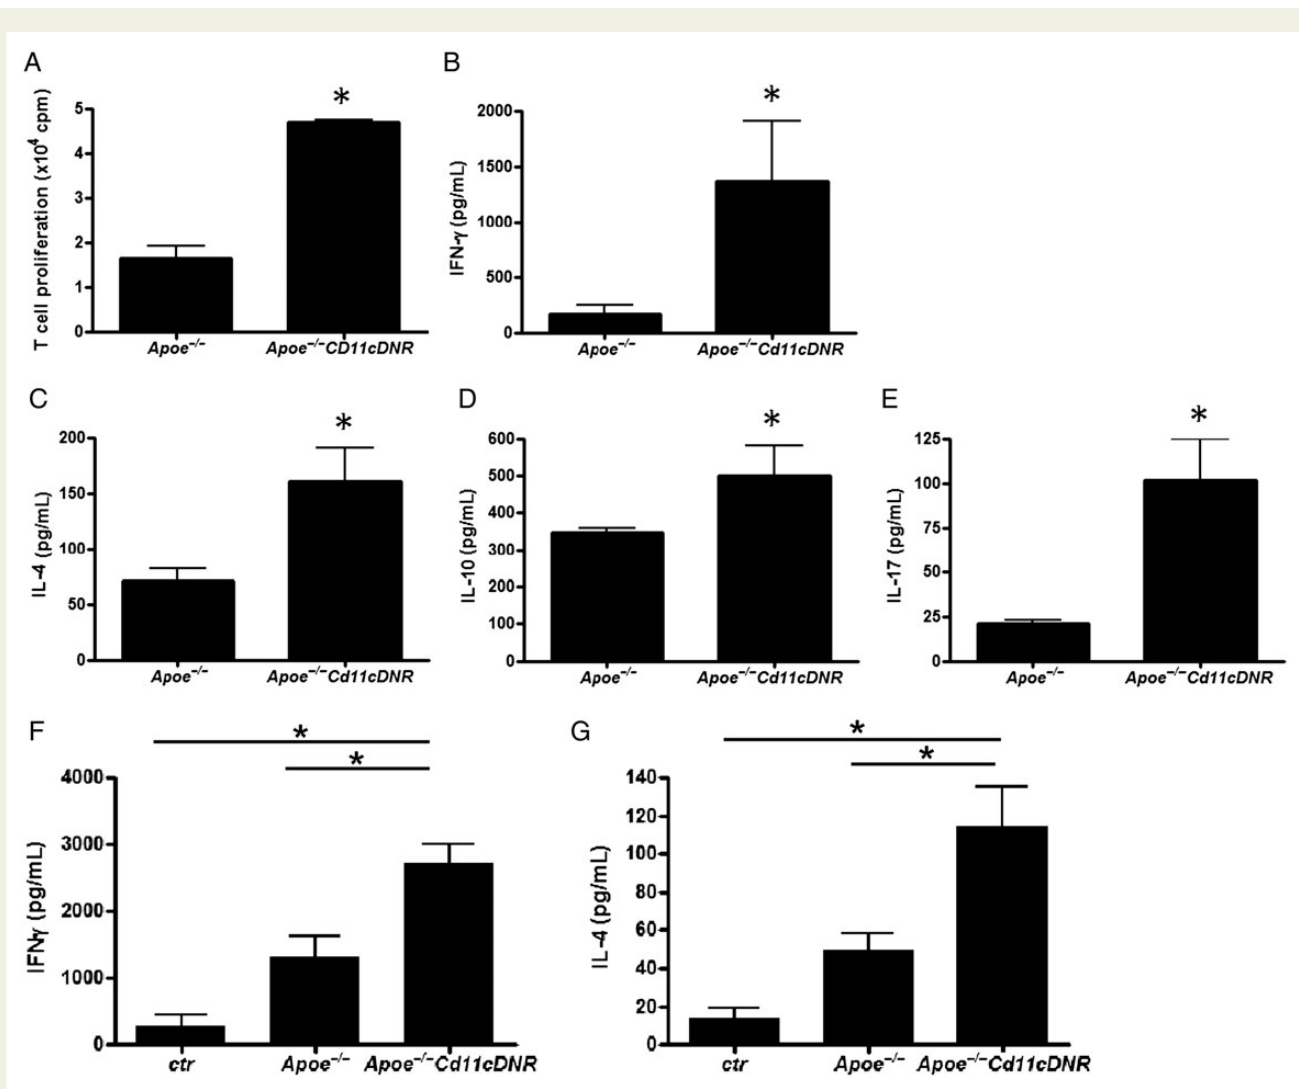 A
T cell proliferation (x10⁴ cpm)
*
5
4
3
2
1
0
Apoe⁻/⁻
Apoe⁻/⁻CD11cDNR
B
IFN-γ (pg/mL)
*
2000
1500
1000
500
0
Apoe⁻/⁻
Apoe⁻/⁻Cd11cDNR
C
IL-4 (pg/mL)
*
200
150
100
50
0
Apoe⁻/⁻
Apoe⁻/⁻Cd11cDNR
D
IL-10 (pg/mL)
*
600
500
400
300
200
100
0
Apoe⁻/⁻
Apoe⁻/⁻Cd11cDNR
E
IL-17 (pg/mL)
*
125
100
75
50
25
0
Apoe⁻/⁻
Apoe⁻/⁻Cd11cDNR
F
IFNγ (pg/mL)
*
*
4000
3000
2000
1000
0
ctr
Apoe⁻/⁻
Apoe⁻/⁻Cd11cDNR
G
IL-4 (pg/mL)
*
*
140
120
100
80
60
40
20
0
ctr
Apoe⁻/⁻
Apoe⁻/⁻Cd11cDNR